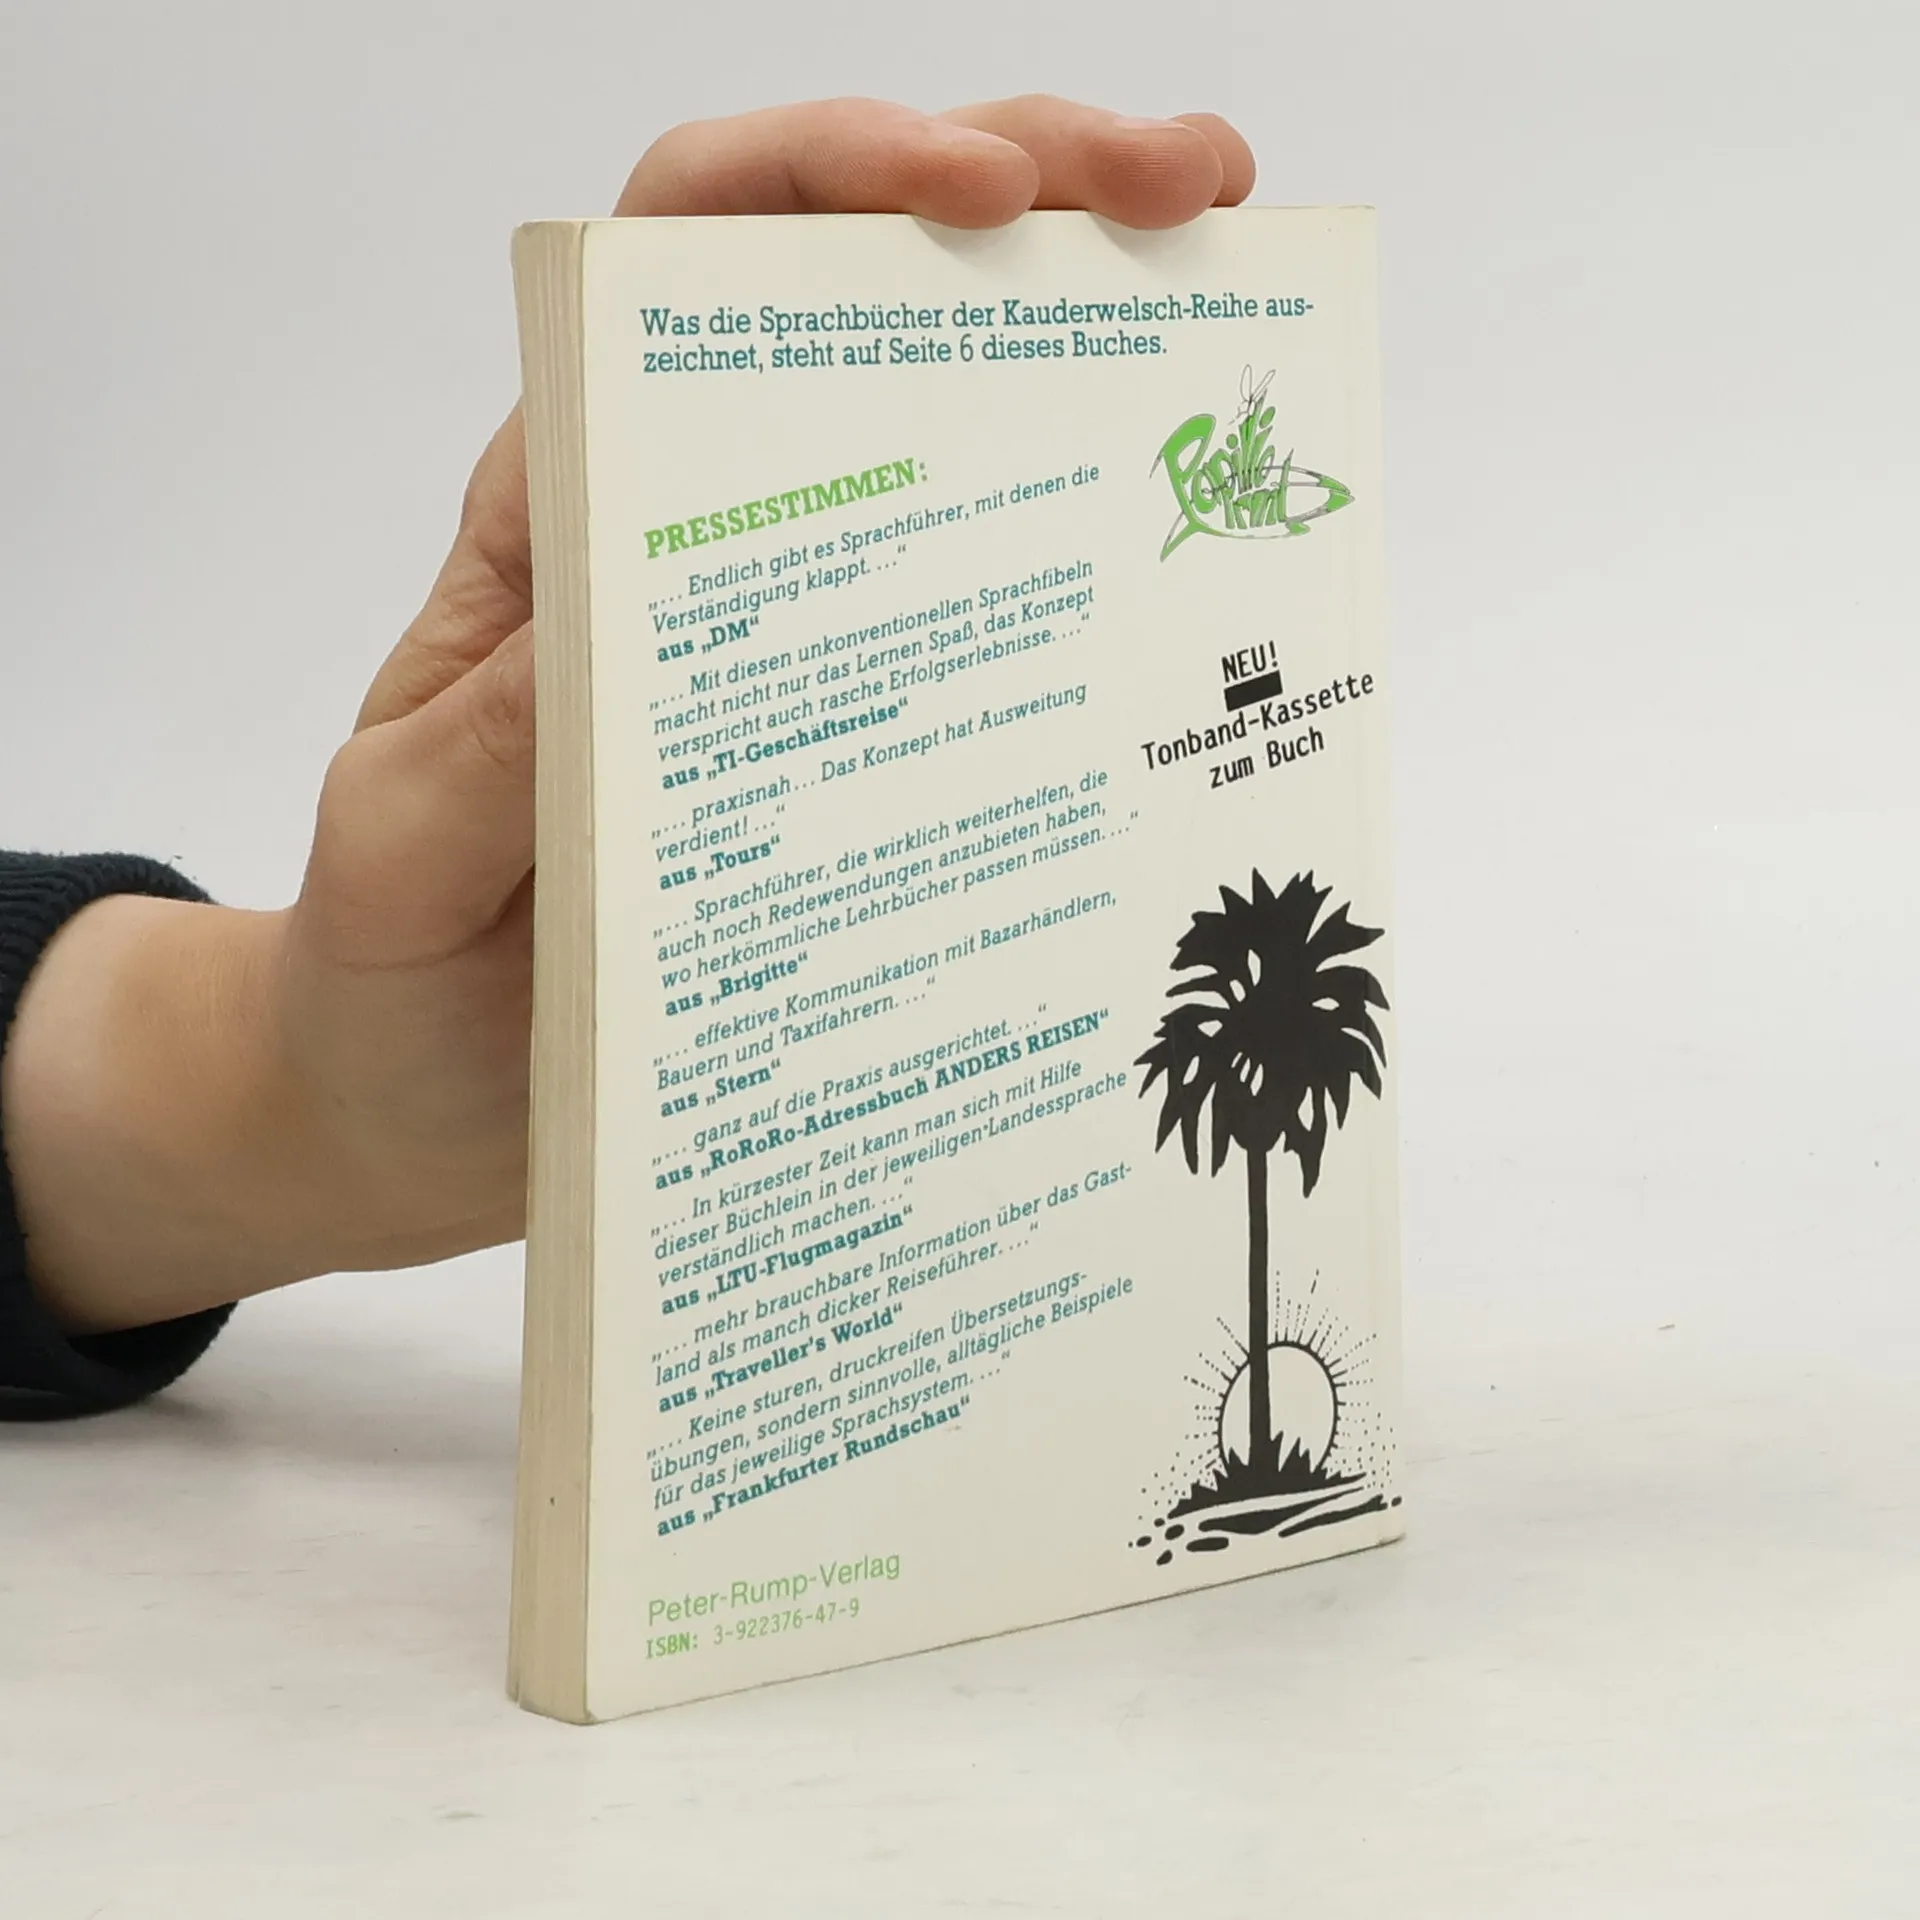 Was die Sprachbücher der Kauderwelsch-Reihe aus-
zeichnet, steht auf Seite 6 dieses Buches.
PRESSESTIMMEN:
„... Endlich gibt es Sprachführer, mit denen die
Verständigung klappt. ...“
aus „DM“
„... Mit diesen unkonventionellen Sprachfibeln
macht nicht nur das Lernen Spaß, das Konzept
verspricht auch rasche Erfolgserlebnisse. ...“
aus „TI-Geschäftsreise“
„... praxisnah ... Das Konzept hat Ausweitung
verdient! ...“
aus „Tours“
„... Sprachführer, die wirklich weiterhelfen, die
auch noch Redewendungen anzubieten haben,
wo herkömmliche Lehrbücher passen müssen. ...“
aus „Brigitte“
„... effektive Kommunikation mit Bazarhändlern,
Bauern und Taxifahrern. ...“
aus „Stern“
„... ganz auf die Praxis ausgerichtet. ...“
aus „RoRoRo-Adressbuch ANDERS REISEN“
„... In kürzester Zeit kann man sich mit Hilfe
dieser Büchlein in der jeweiligen Landessprache
verständlich machen. ...“
aus „LTU-Flugmagazin“
„... mehr brauchbare Information über das Gast-
land als manch dicker Reiseführer. ...“
aus „Traveller's World“
„... Keine sturen, druckreifen Übersetzungs-
übungen, sondern sinnvolle, alltägliche Beispiele
für das jeweilige Sprachsystem. ...“
aus „Frankfurter Rundschau“
NEU!
Tonband-Kassette
zum Buch
Peter-Rump-Verlag
ISBN: 3-922376-47-9